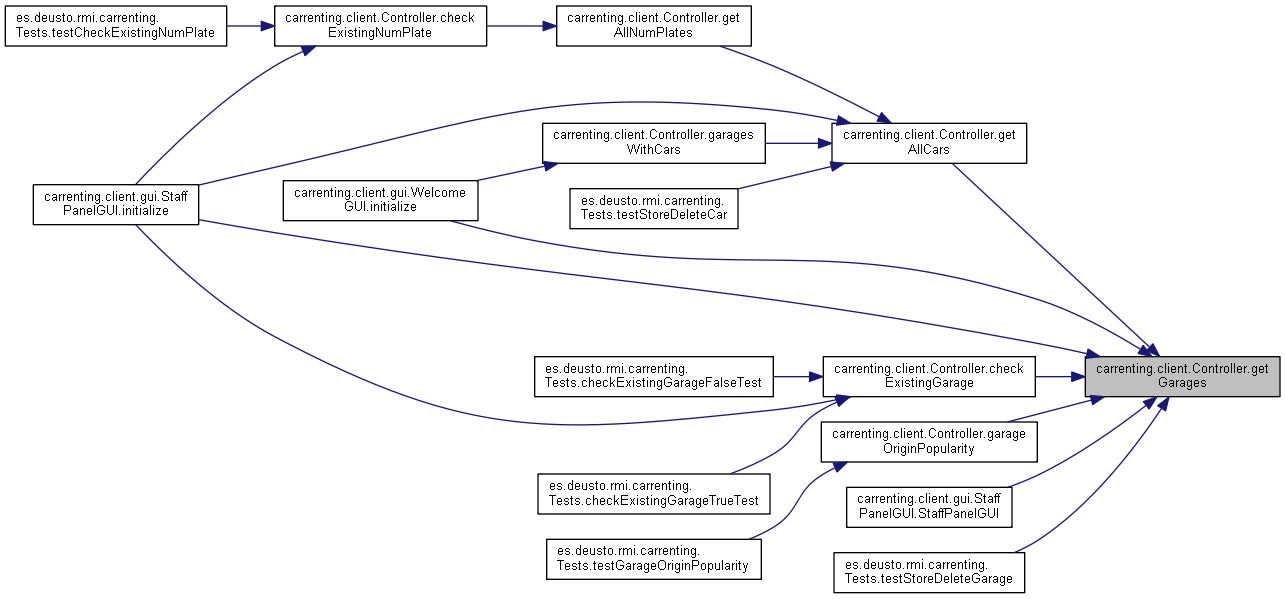 es.deusto.rmi.carrenting.
Tests.testCheckExistingNumPlate
carrenting.client.Controller.check
ExistingNumPlate
carrenting.client.Controller.get
AllNumPlates
carrenting.client.Controller.garages
WithCars
carrenting.client.Controller.get
AllCars
carrenting.client.gui.Staff
PanelGUI.initialize
carrenting.client.gui.Welcome
GUI.initialize
es.deusto.rmi.carrenting.
Tests.testStoreDeleteCar
es.deusto.rmi.carrenting.
Tests.checkExistingGarageFalseTest
carrenting.client.Controller.check
ExistingGarage
carrenting.client.Controller.get
Garages
carrenting.client.Controller.garage
OriginPopularity
es.deusto.rmi.carrenting.
Tests.checkExistingGarageTrueTest
carrenting.client.gui.Staff
PanelGUI.StaffPanelGUI
es.deusto.rmi.carrenting.
Tests.testGarageOriginPopularity
es.deusto.rmi.carrenting.
Tests.testStoreDeleteGarage